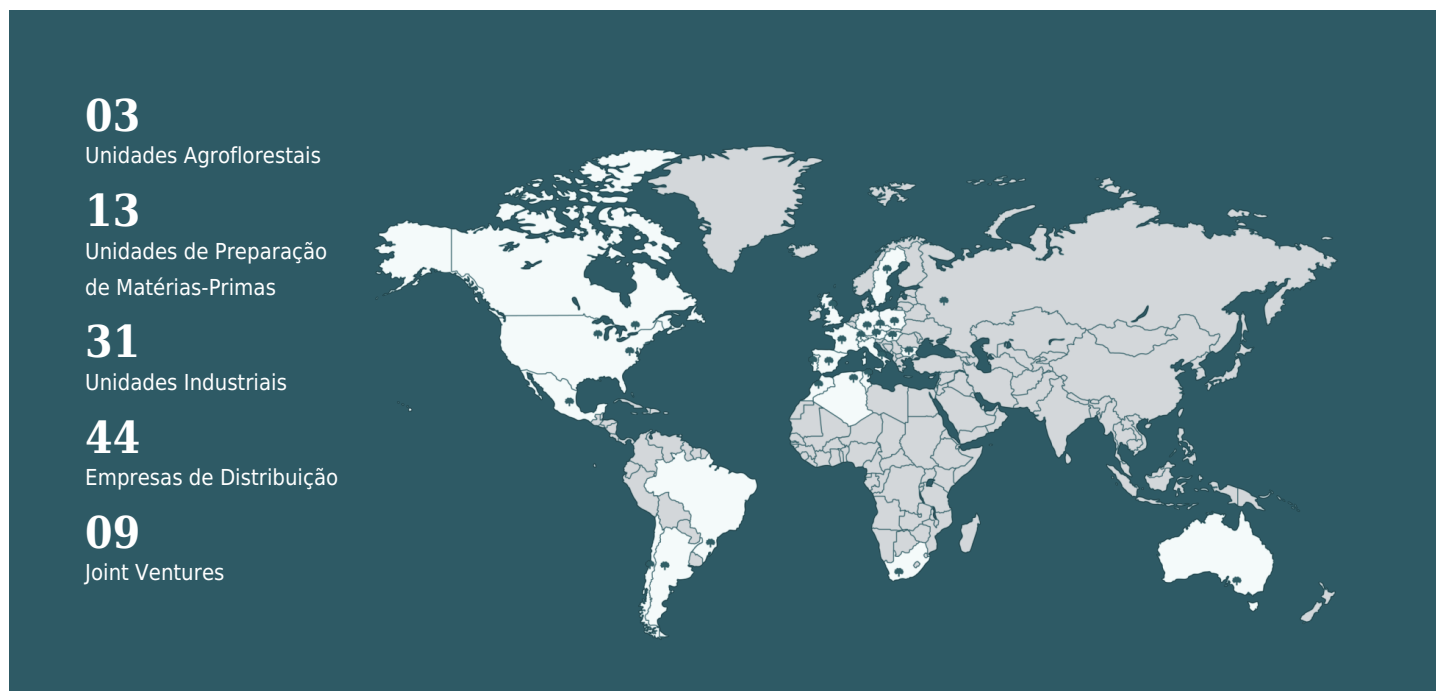 03
Unidades Agroflorestais
13
Unidades de Preparação
de Matérias-Primas
31
Unidades Industriais
44
Empresas de Distribuição
09
Joint Ventures